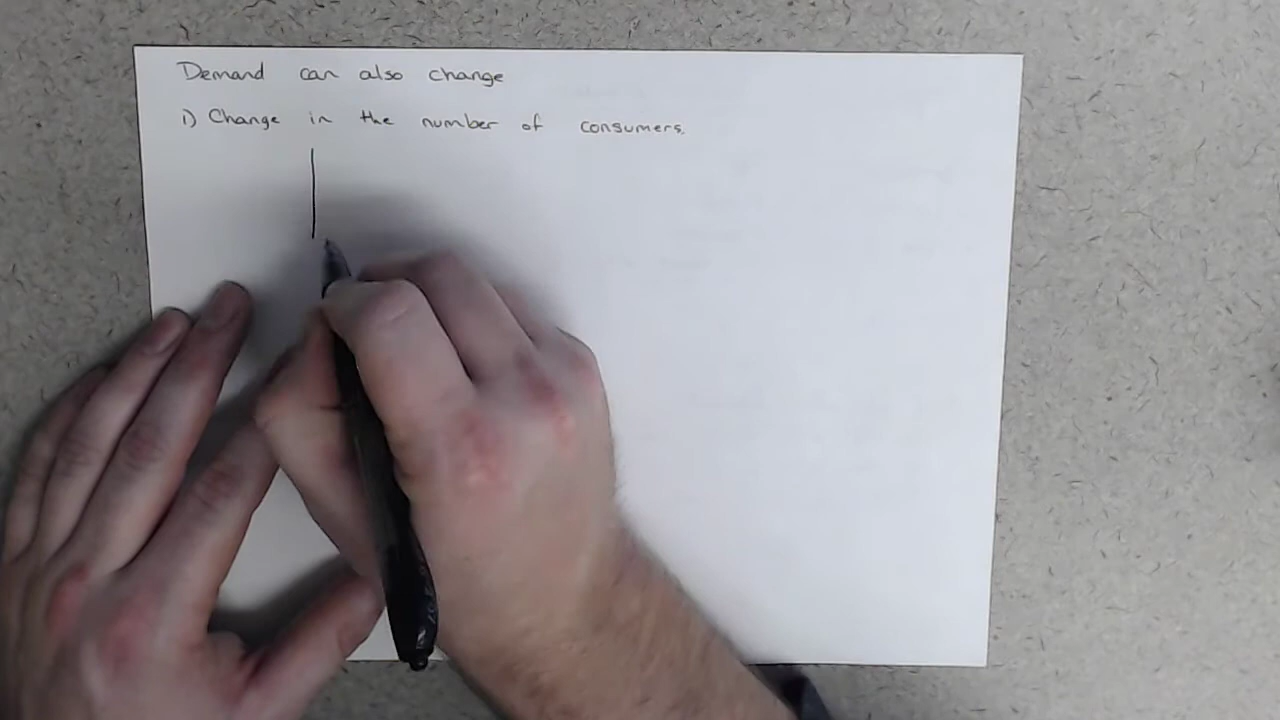 Demand can also change
1) Change in the number of consumers.